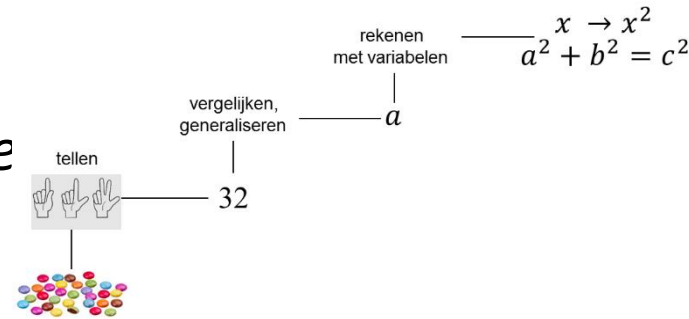 rekenen
met variabelen
x → x²
a² + b² = c²
vergelijken,
generaliseren
a
e
tellen
32